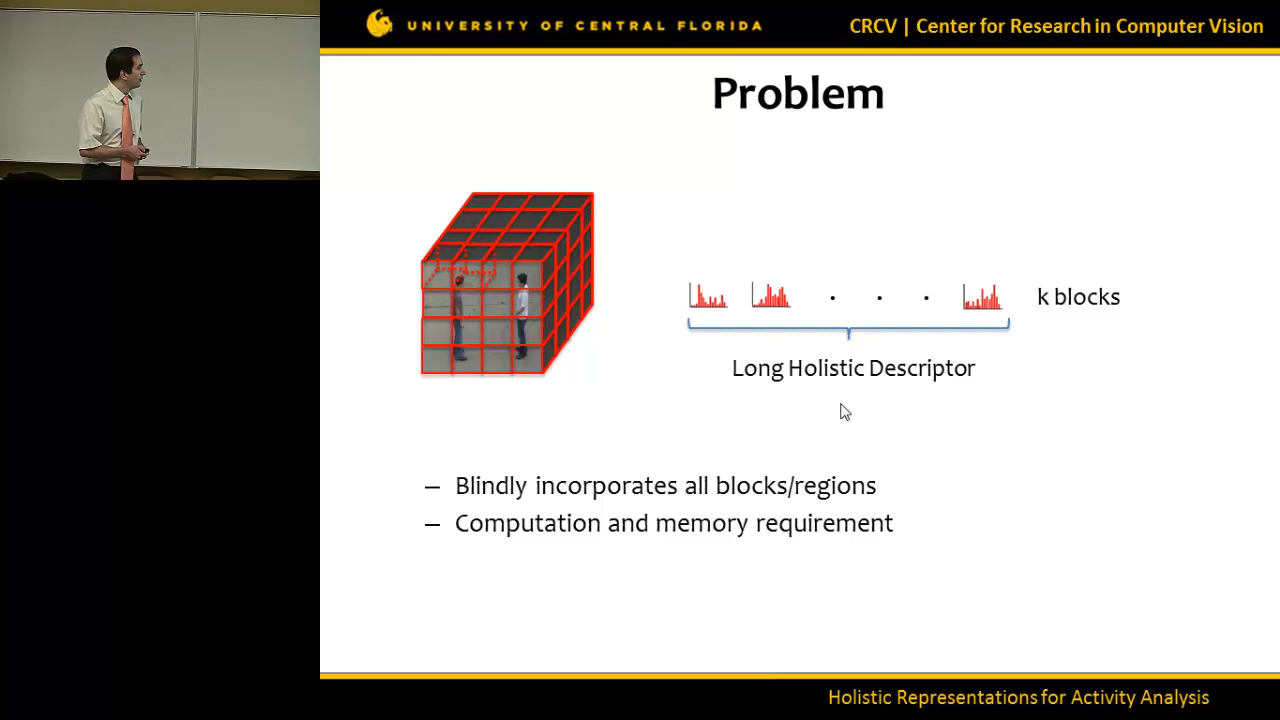 UNIVERSITY OF CENTRAL FLORIDA
CRCV | Center for Research in Computer Vision
Problem
k blocks
Long Holistic Descriptor
– Blindly incorporates all blocks/regions
– Computation and memory requirement
Holistic Representations for Activity Analysis